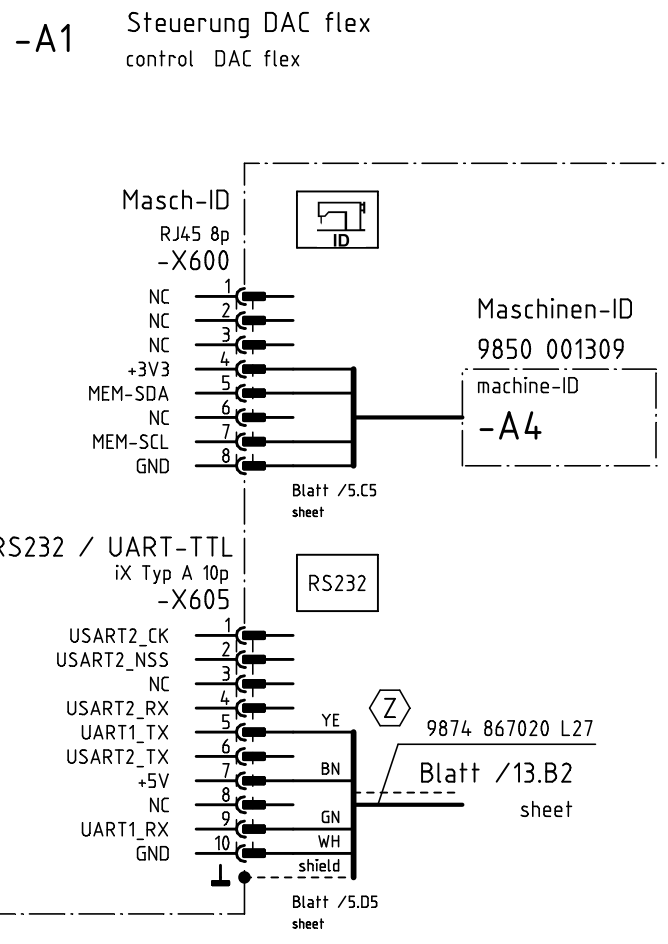 -A1
Steuerung DAC flex
control DAC flex
Masch-ID
RJ45 8p
-X600
ID
1
NC
2
NC
3
NC
4
+3V3
5
MEM-SDA
6
NC
7
MEM-SCL
8
GND
Maschinen-ID
9850 001309
machine-ID
-A4
Blatt /5.C5
sheet
RS232 / UART-TTL
iX Typ A 10p
-X605
RS232
1
USART2_CK
2
USART2_NSS
3
NC
4
USART2_RX
5
UART1_TX
YE
6
USART2_TX
7
+5V
BN
8
NC
9
UART1_RX
GN
10
GND
WH
shield
Z
9874 867020 L27
Blatt /13.B2
sheet
Blatt /5.D5
sheet